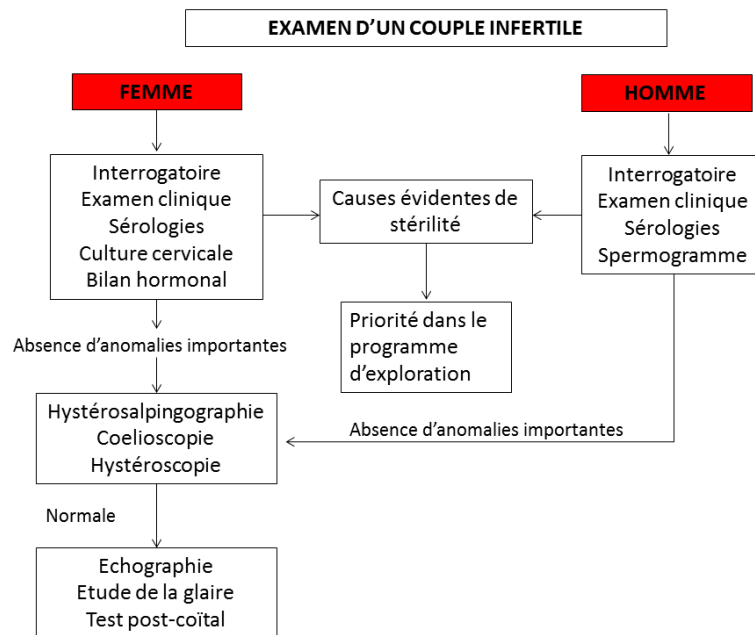 EXAMEN D'UN COUPLE INFERTILE
FEMME
HOMME
Interrogatoire
Examen clinique
Sérologies
Culture cervicale
Bilan hormonal
Causes évidentes de
stérilité
Interrogatoire
Examen clinique
Sérologies
Spermogramme
Priorité dans le
programme
d'exploration
Absence d'anomalies importantes
Hystérosalpingographie
Coelioscopie
Hystéroscopie
Absence d'anomalies importantes
Normale
Echographie
Etude de la glaire
Test post-coïtal